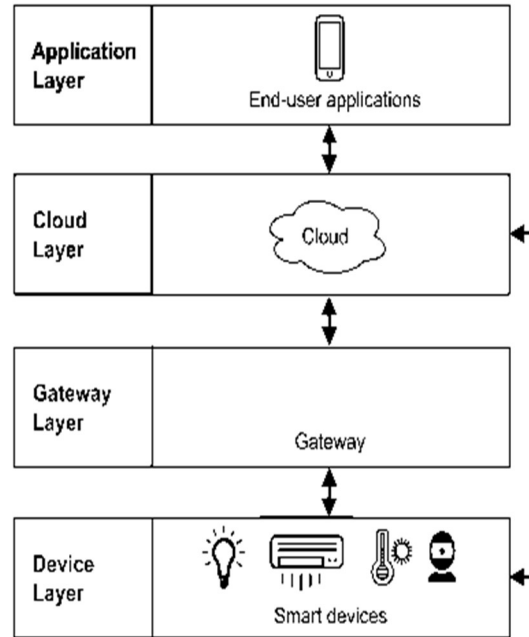 Application
Layer
End-user applications
Cloud
Layer
Cloud
Gateway
Layer
Gateway
Device
Layer
Smart devices